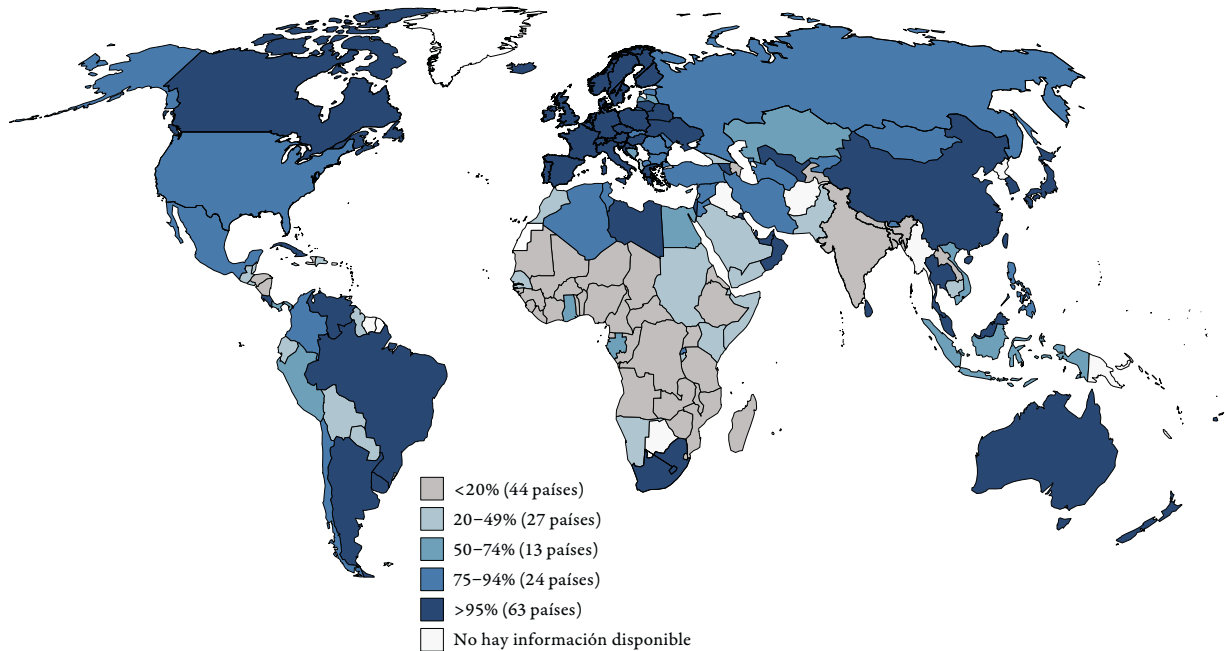 <20% (44 países)
20–49% (27 países)
50–74% (13 países)
75–94% (24 países)
>95% (63 países)
No hay información disponible